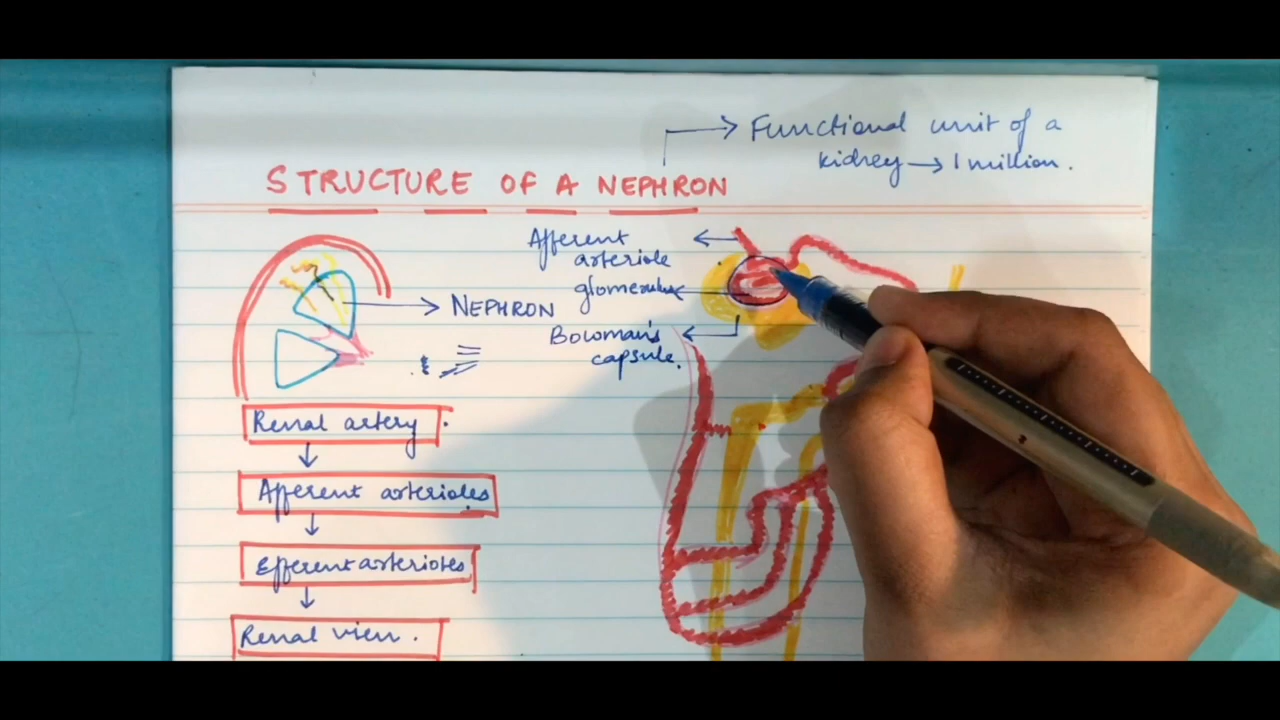 Functional unit of a
kidney → 1 million.
STRUCTURE OF A NEPHRON
Afferent
arteriole
glomerulus
Bowman's
capsule.
NEPHRON
Renal artery.
Afferent arterioles
Efferent arterioles
Renal vien.